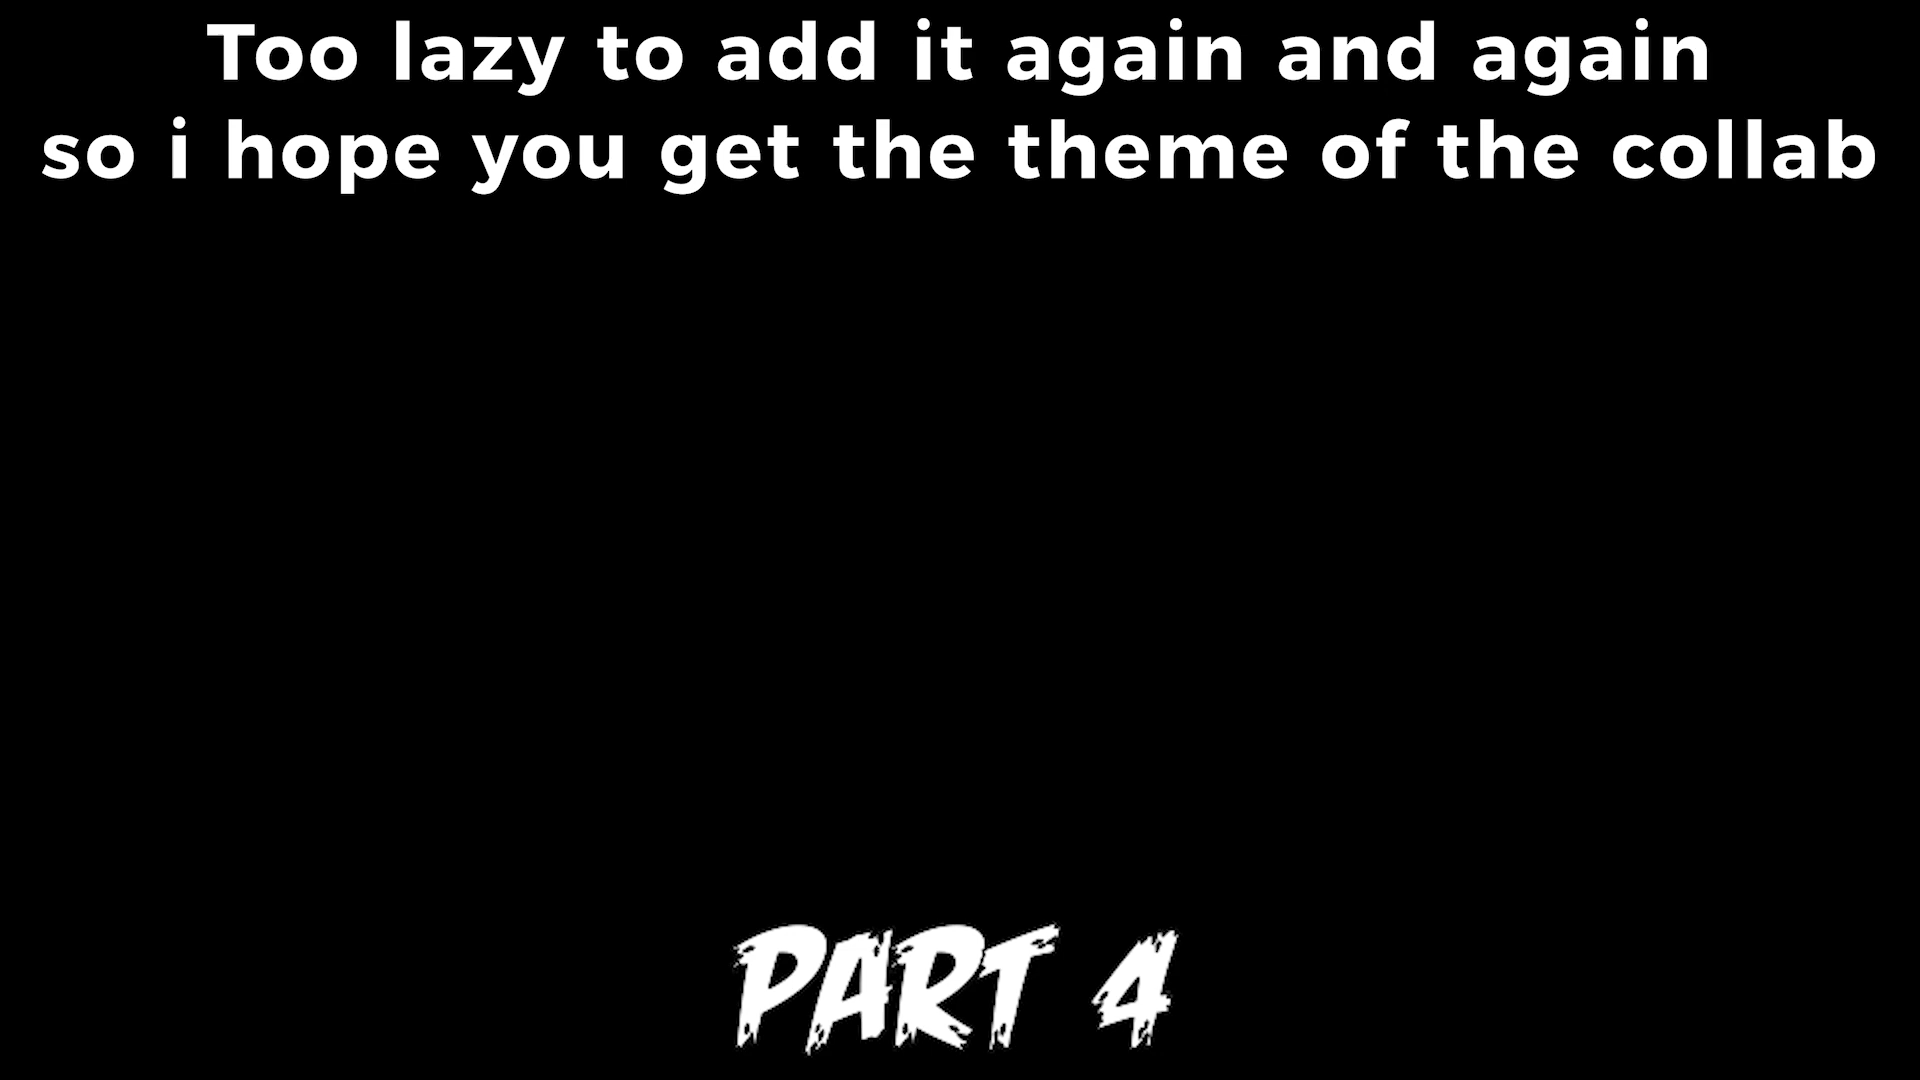 Too lazy to add it again and again
so i hope you get the theme of the collab
PART 4